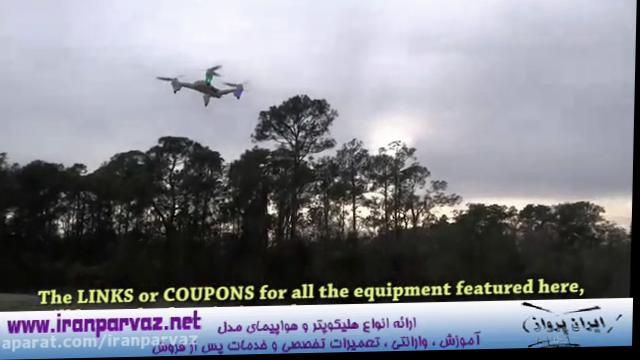 The LINKS or COUPONS for all the equipment featured here,
www.iranparvaz.net
ارائه انواع هلیکوپتر و هواپیمای مدل
آموزش ، وارانتی ، تعمیرات تخصصی و خدمات پس از فروش
ایران پرواز
aparat.com/iranparvaz